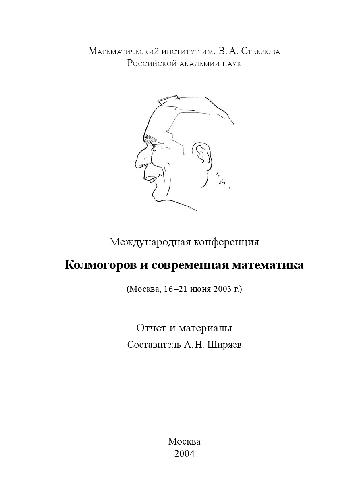 Математический институт им. В. А. Стеклова
Российской академии наук
Международная конференция
Колмогоров и современная математика
(Москва, 16–21 июня 2003 г.)
Отчет и материалы
Составитель А. Н. Ширяев
Москва
2004